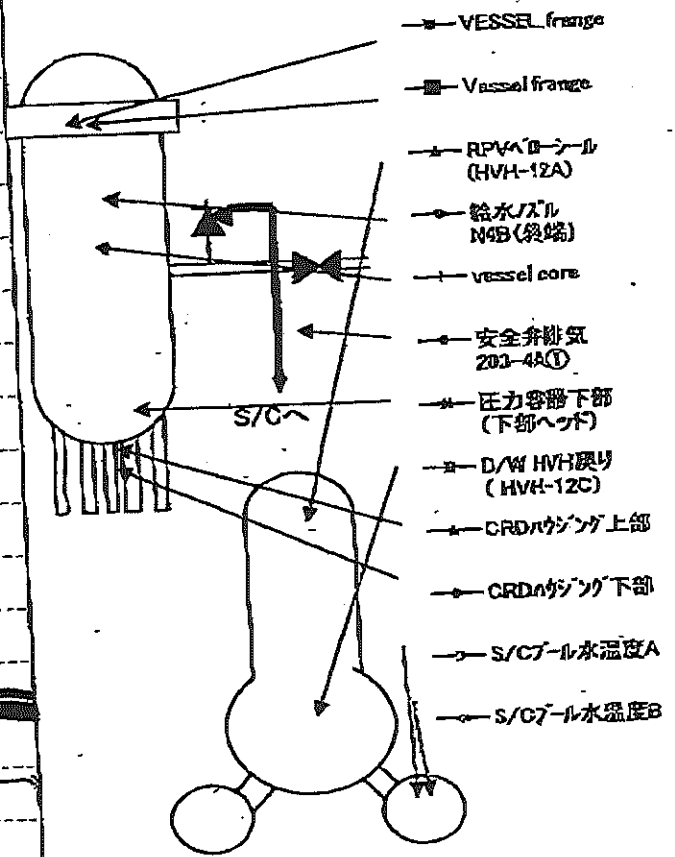 VESSEL frange
Vessel frange
RPVベローシール
(HVH-12A)
給水ノズル
N4B(終端)
vessel core
安全弁排気
203-4A①
圧力容器下部
(下部ヘッド)
D/W HVH戻り
(HVH-12C)
CRDハウジング上部
CRDハウジング下部
S/Cプール水温度A
S/Cプール水温度B
S/Cへ